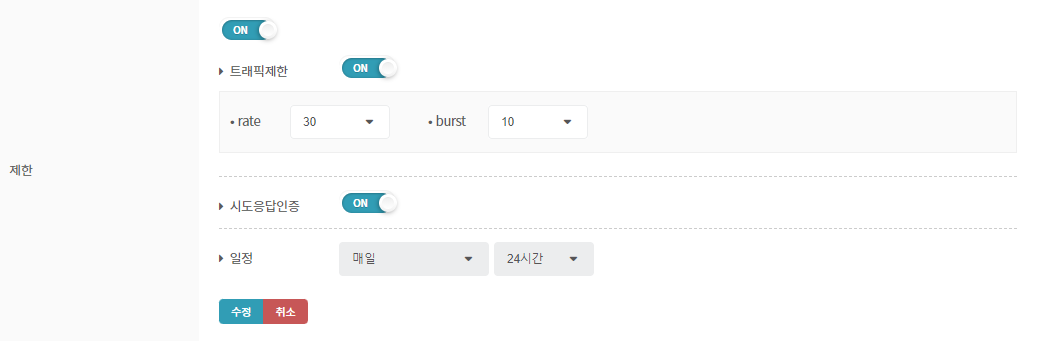 ON
▸ 트래픽제한 ON
• rate 30 • burst 10
제한
▸ 시도응답인증 ON
▸ 일정 매일 24시간
수정 취소